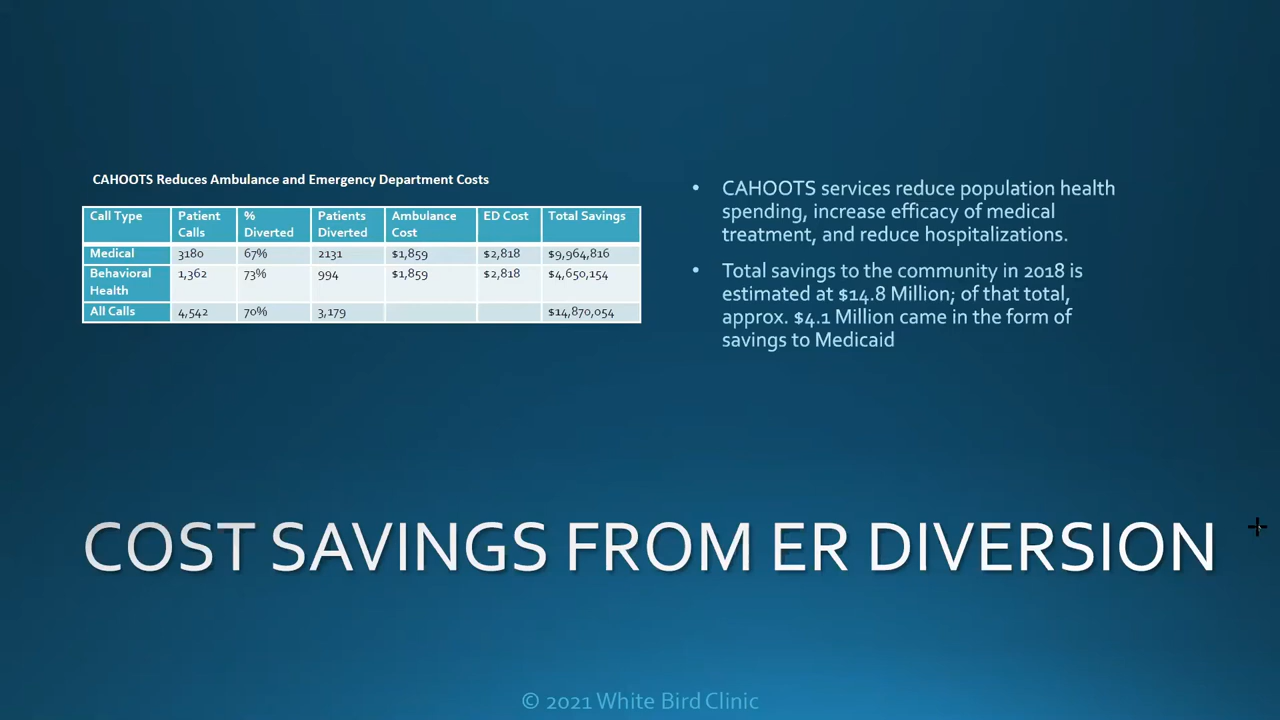 CAHOOTS Reduces Ambulance and Emergency Department Costs
Call Type Patient Calls % Diverted Patients Diverted Ambulance Cost ED Cost Total Savings
Medical 3180 67% 2131 $1,859 $2,818 $9,964,816
Behavioral Health 1,362 73% 994 $1,859 $2,818 $4,650,154
All Calls 4,542 70% 3,179 $14,870,054
• CAHOOTS services reduce population health
spending, increase efficacy of medical
treatment, and reduce hospitalizations.
• Total savings to the community in 2018 is
estimated at $14.8 Million; of that total,
approx. $4.1 Million came in the form of
savings to Medicaid
COST SAVINGS FROM ER DIVERSION
© 2021 White Bird Clinic